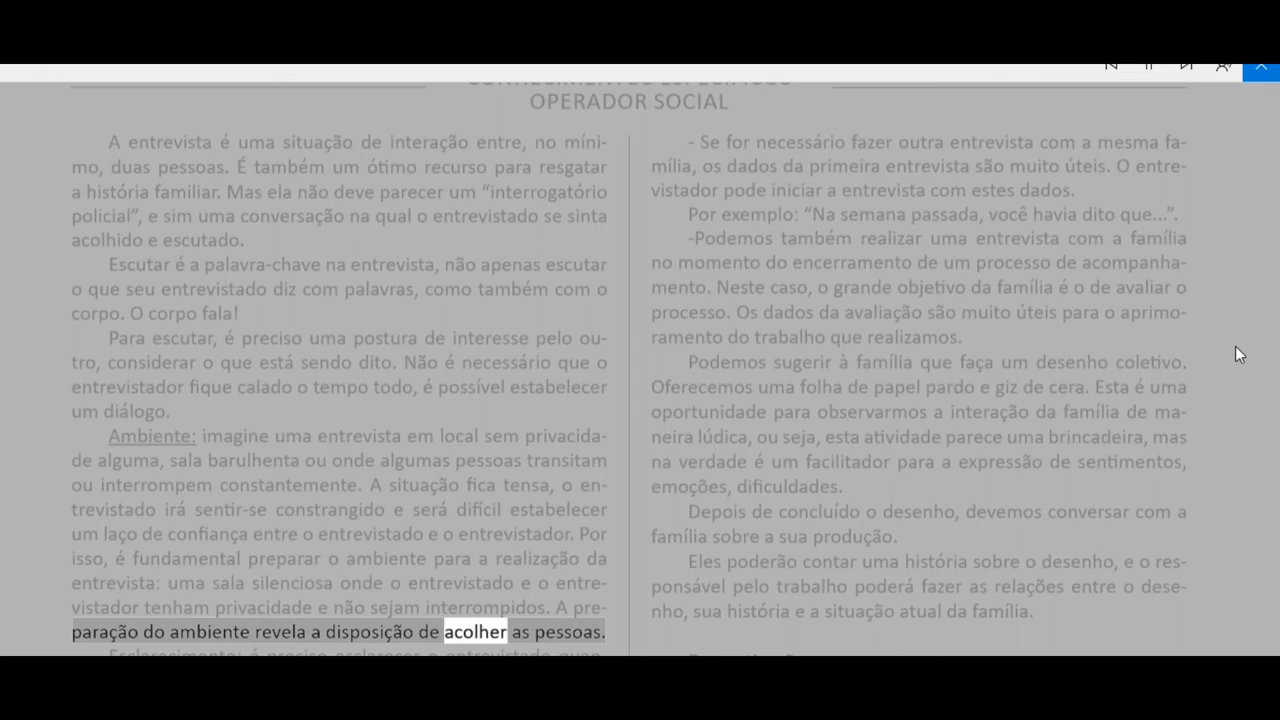 OPERADOR SOCIAL
A entrevista é uma situação de interação entre, no míni-
mo, duas pessoas. É também um ótimo recurso para resgatar
a história familiar. Mas ela não deve parecer um “interrogatório
policial”, e sim uma conversação na qual o entrevistado se sinta
acolhido e escutado.
Escutar é a palavra-chave na entrevista, não apenas escutar
o que seu entrevistado diz com palavras, como também com o
corpo. O corpo fala!
Para escutar, é preciso uma postura de interesse pelo ou-
tro, considerar o que está sendo dito. Não é necessário que o
entrevistador fique calado o tempo todo, é possível estabelecer
um diálogo.
Ambiente: imagine uma entrevista em local sem privacida-
de alguma, sala barulhenta ou onde algumas pessoas transitam
ou interrompem constantemente. A situação fica tensa, o en-
trevistado irá sentir-se constrangido e será difícil estabelecer
um laço de confiança entre o entrevistado e o entrevistador. Por
isso, é fundamental preparar o ambiente para a realização da
entrevista: uma sala silenciosa onde o entrevistado e o entre-
vistador tenham privacidade e não sejam interrompidos. A pre-
paração do ambiente revela a disposição de acolher as pessoas.
- Se for necessário fazer outra entrevista com a mesma fa-
mília, os dados da primeira entrevista são muito úteis. O entre-
vistador pode iniciar a entrevista com estes dados.
Por exemplo: “Na semana passada, você havia dito que...”.
-Podemos também realizar uma entrevista com a família
no momento do encerramento de um processo de acompanha-
mento. Neste caso, o grande objetivo da família é o de avaliar o
processo. Os dados da avaliação são muito úteis para o aprimo-
ramento do trabalho que realizamos.
Podemos sugerir à família que faça um desenho coletivo.
Oferecemos uma folha de papel pardo e giz de cera. Esta é uma
oportunidade para observarmos a interação da família de ma-
neira lúdica, ou seja, esta atividade parece uma brincadeira, mas
na verdade é um facilitador para a expressão de sentimentos,
emoções, dificuldades.
Depois de concluído o desenho, devemos conversar com a
família sobre a sua produção.
Eles poderão contar uma história sobre o desenho, e o res-
ponsável pelo trabalho poderá fazer as relações entre o dese-
nho, sua história e a situação atual da família.